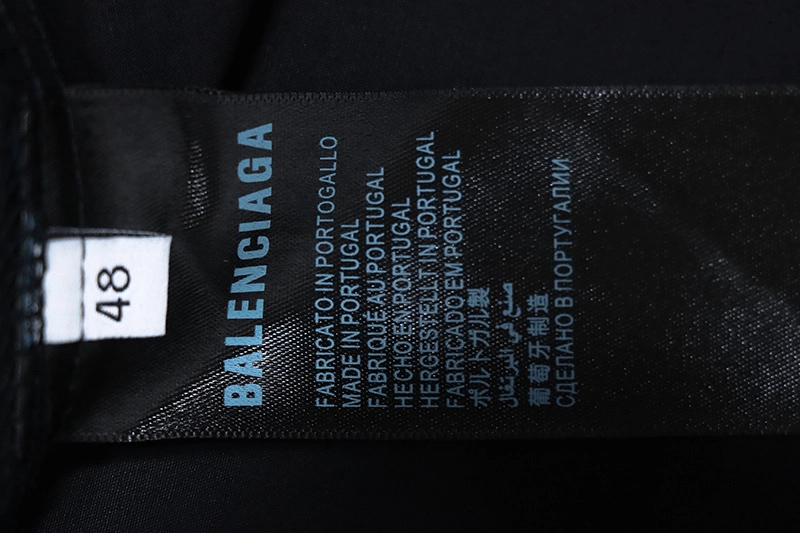 BALENCIAGA
FABRICATO IN PORTOGALLO
MADE IN PORTUGAL
FABRIQUÉ AU PORTUGAL
HECHO EN PORTUGAL
HERGESTELLT IN PORTUGAL
FABRICADO EM PORTUGAL
ポルトガル製
صنع في البرتغال
葡萄牙制造
СДЕЛАНО В ПОРТУГАЛИИ
48